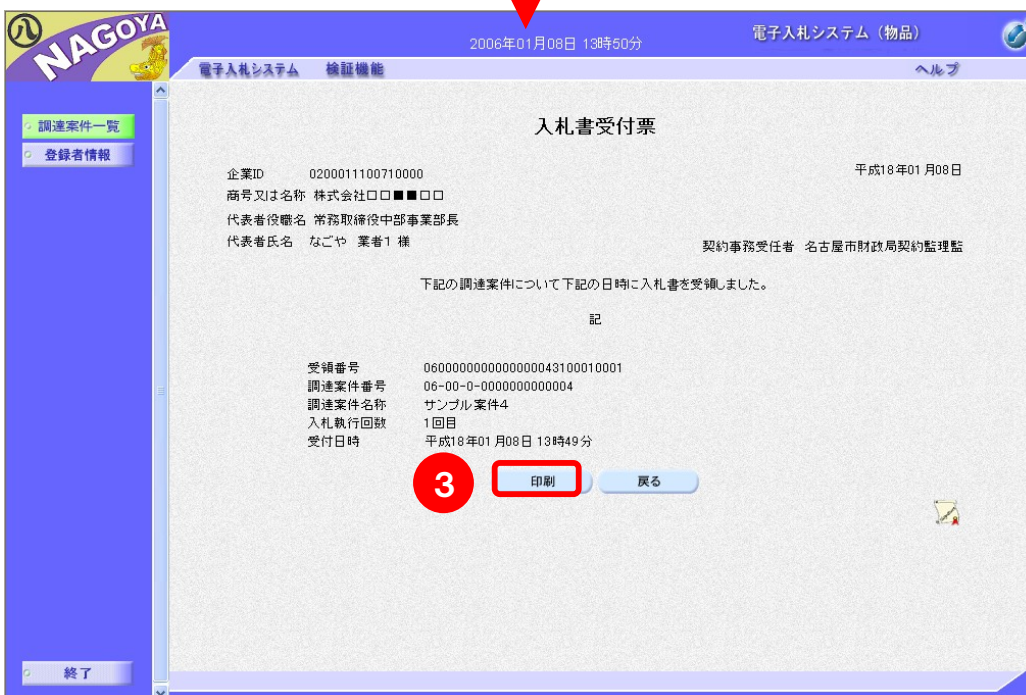 八 NAGOYA
2006年01月08日 13時50分
電子入札システム（物品）
電子入札システム 検証機能 ヘルプ
調達案件一覧
登録者情報
入札書受付票
平成18年01月08日
企業ID 0200011100710000
商号又は名称 株式会社□□■■□□
代表者役職名 常務取締役中部事業部長
代表者氏名 なごや 業者1 様
契約事務受任者 名古屋市財政局契約監理監
下記の調達案件について下記の日時に入札書を受領しました。
記
受領番号 0600000000000000043100010001
調達案件番号 06-00-0-0000000000004
調達案件名称 サンプル案件4
入札執行回数 1回目
受付日時 平成18年01月08日 13時49分
3 印刷 戻る
終了